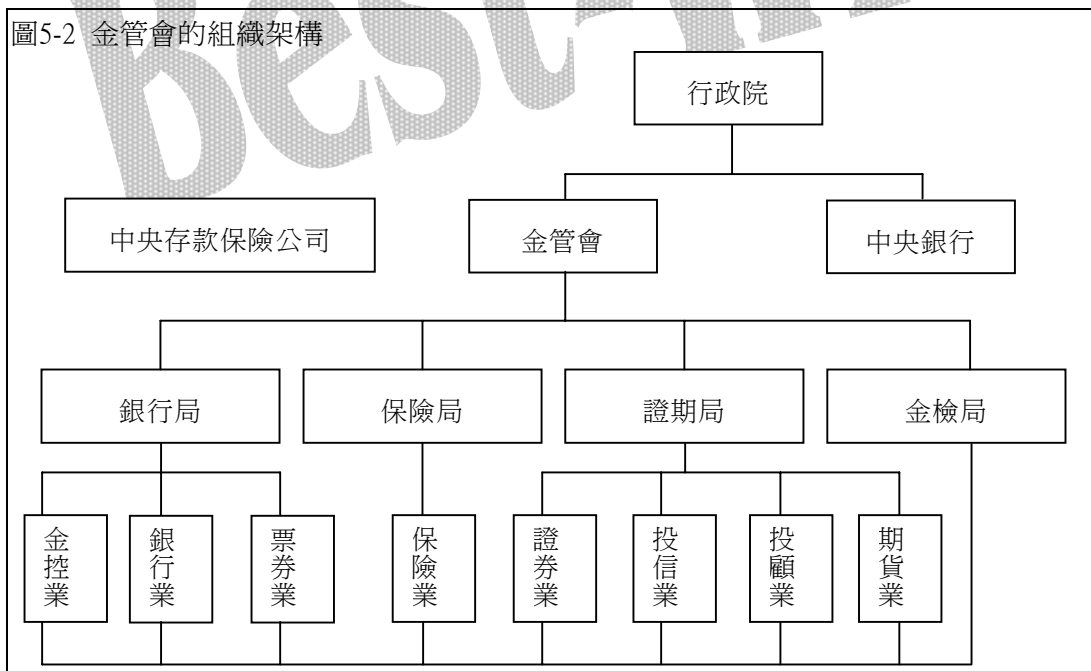 圖5-2 金管會的組織架構
行政院
中央存款保險公司
金管會
中央銀行
銀行局
保險局
證期局
金檢局
金控業
銀行業
票券業
保險業
證券業
投信業
投顧業
期貨業